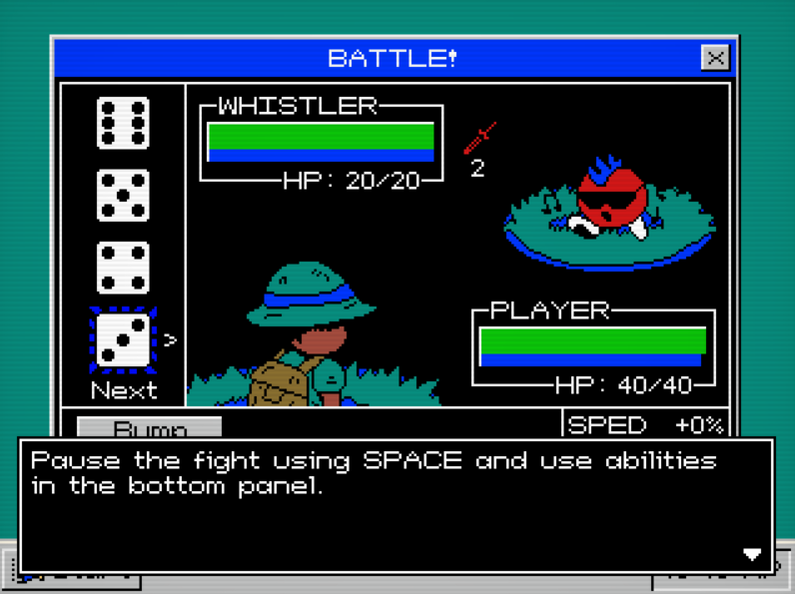 BATTLE!
WHISTLER
HP: 20/20
2
Next
PLAYER
HP: 40/40
Bump
SPED +0%
Pause the fight using SPACE and use abilities
in the bottom panel.